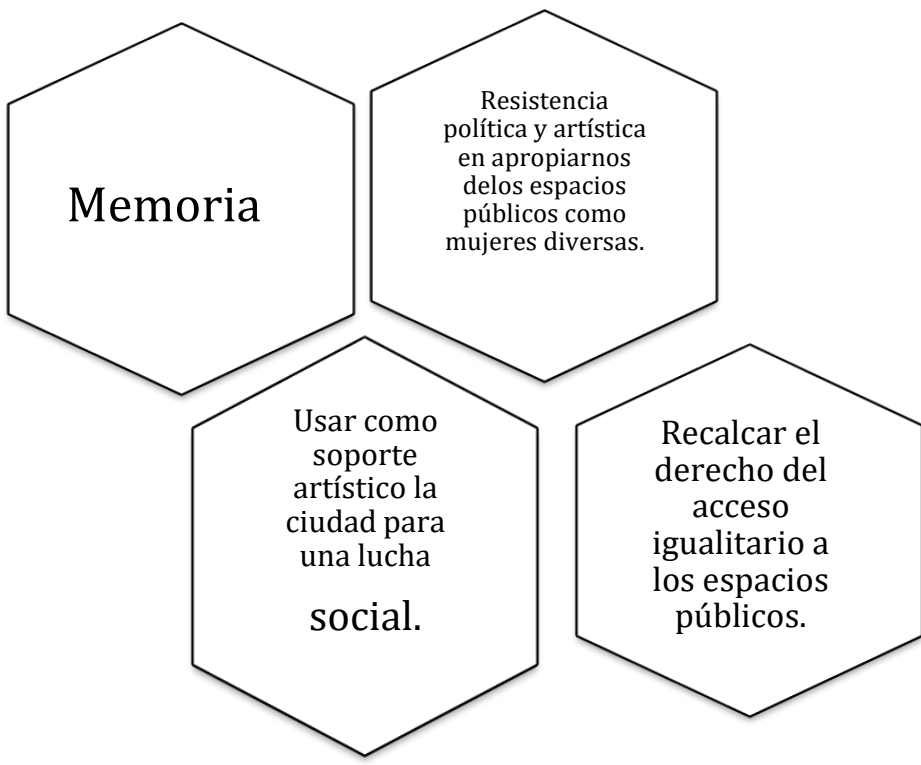 Memoria
Resistencia
política y artística
en apropiarnos
delos espacios
públicos como
mujeres diversas.
Usar como
soporte
artístico la
ciudad para
una lucha
social.
Recalcar el
derecho del
acceso
igualitario a
los espacios
públicos.